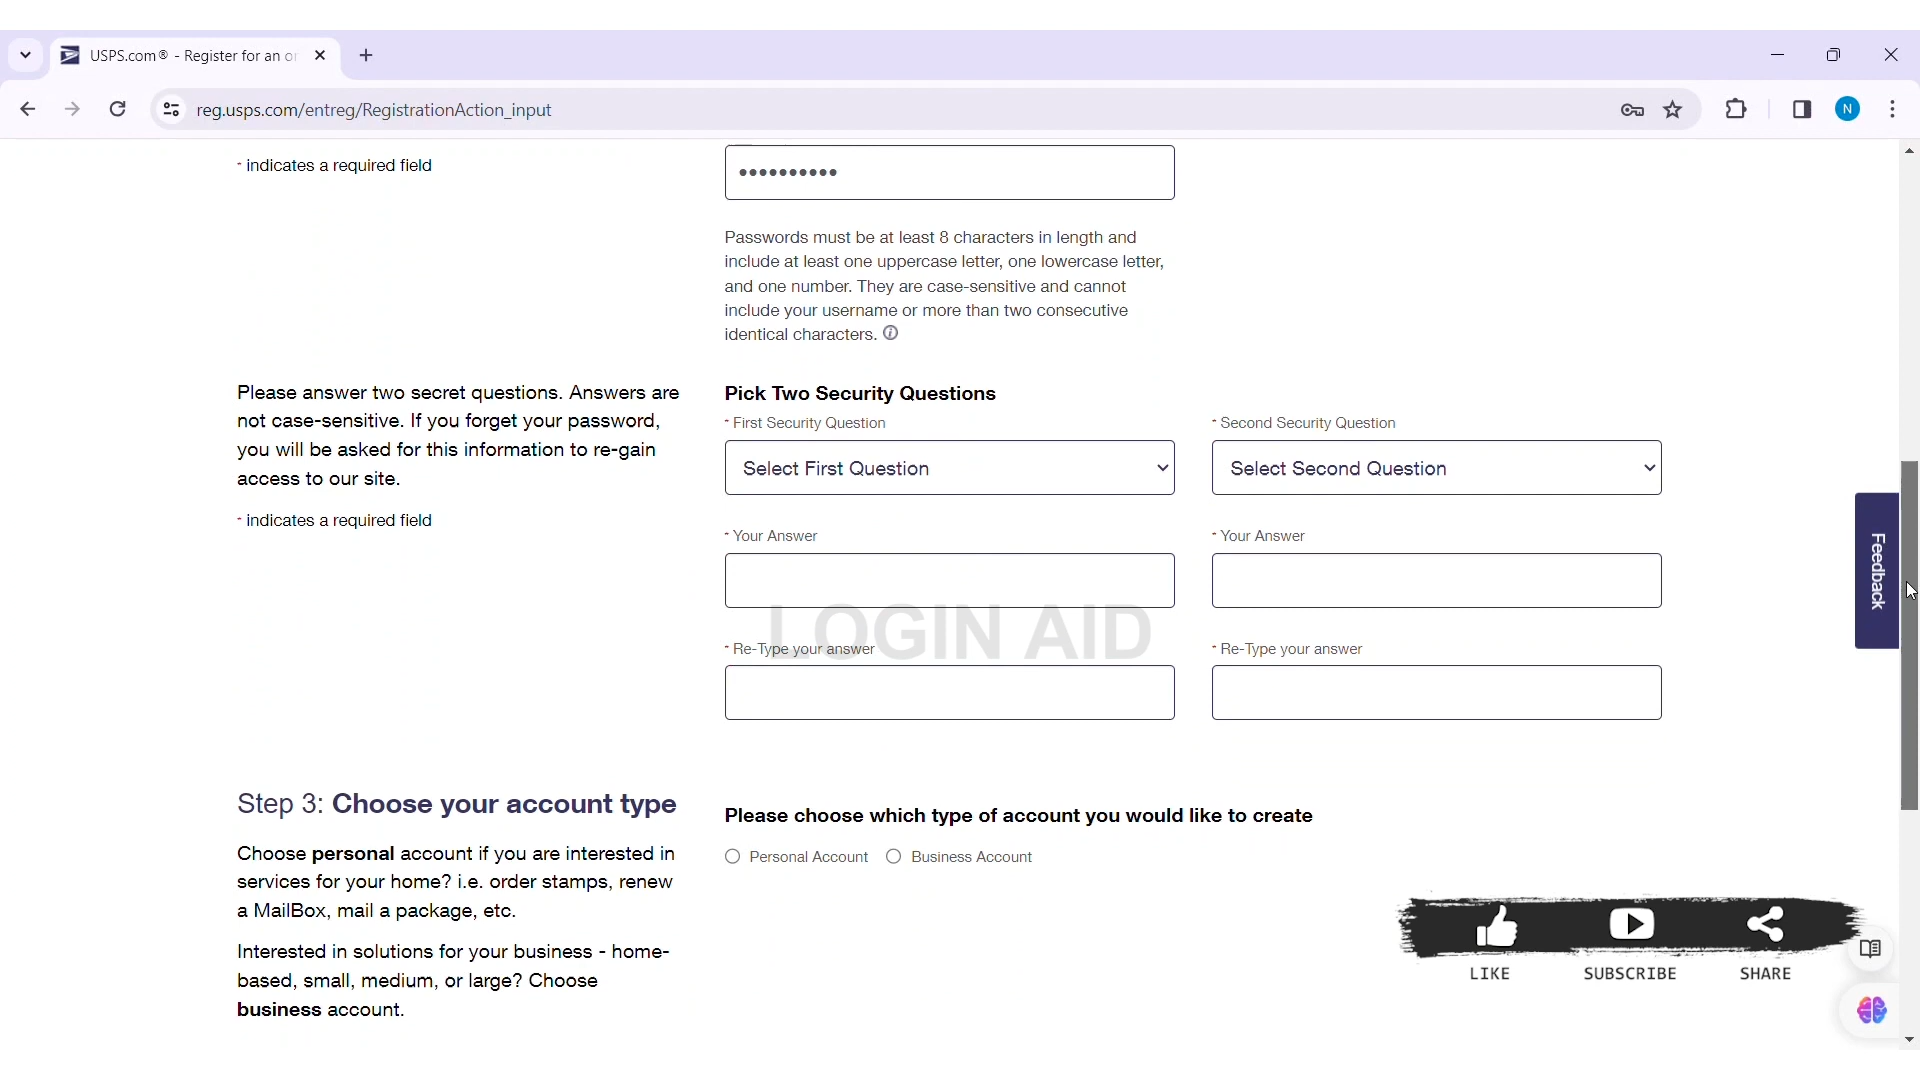 USPS.com® - Register for an or
reg.usps.com/entreg/RegistrationAction_input
N
* indicates a required field
••••••••••
Passwords must be at least 8 characters in length and
include at least one uppercase letter, one lowercase letter,
and one number. They are case-sensitive and cannot
include your username or more than two consecutive
identical characters.
Please answer two secret questions. Answers are
not case-sensitive. If you forget your password,
you will be asked for this information to re-gain
access to our site.
* indicates a required field
Pick Two Security Questions
* First Security Question
* Second Security Question
Select First Question
Select Second Question
* Your Answer
* Your Answer
LOGIN AID
* Re-Type your answer
* Re-Type your answer
Feedback
Step 3: Choose your account type
Choose personal account if you are interested in
services for your home? i.e. order stamps, renew
a MailBox, mail a package, etc.
Interested in solutions for your business - home-
based, small, medium, or large? Choose
business account.
Please choose which type of account you would like to create
Personal Account
Business Account
LIKE
SUBSCRIBE
SHARE